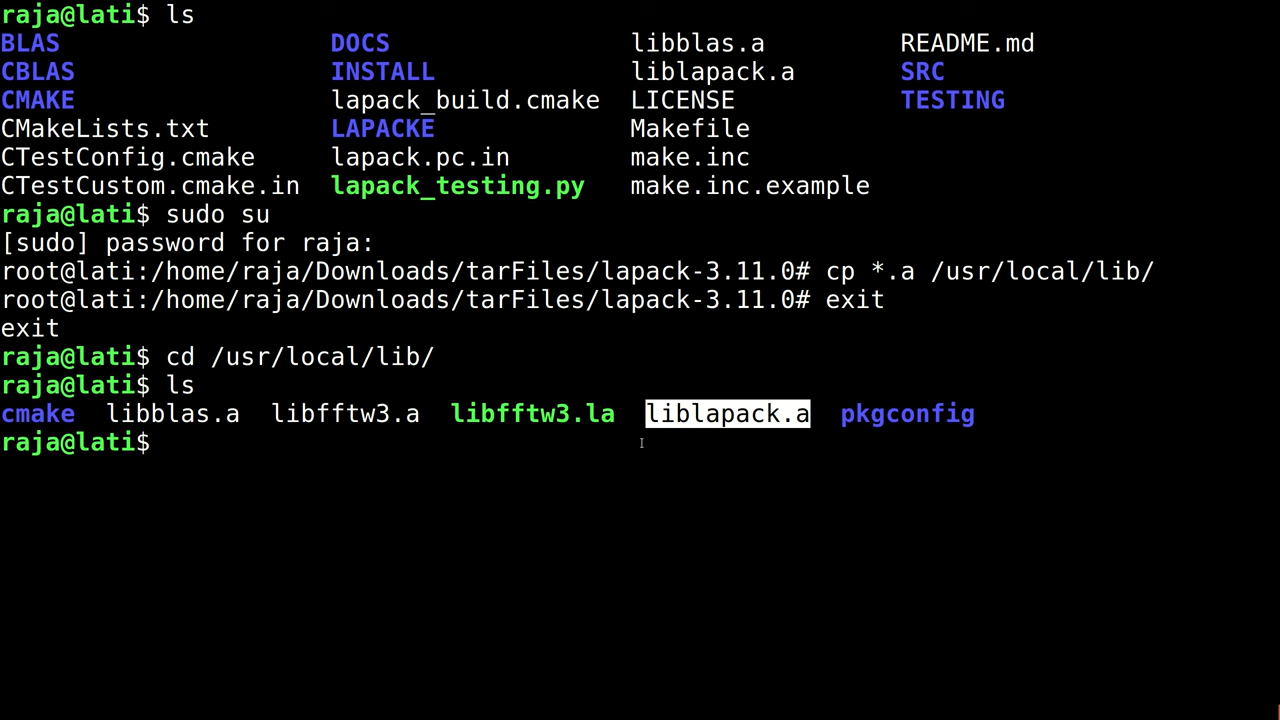 raja@lati$ ls
BLAS DOCS libblas.a README.md
CBLAS INSTALL liblapack.a SRC
CMAKE lapack_build.cmake LICENSE TESTING
CMakeLists.txt LAPACKE Makefile
CTestConfig.cmake lapack.pc.in make.inc
CTestCustom.cmake.in lapack_testing.py make.inc.example
raja@lati$ sudo su
[sudo] password for raja:
root@lati:/home/raja/Downloads/tarFiles/lapack-3.11.0# cp *.a /usr/local/lib/
root@lati:/home/raja/Downloads/tarFiles/lapack-3.11.0# exit
exit
raja@lati$ cd /usr/local/lib/
raja@lati$ ls
cmake libblas.a libfftw3.a libfftw3.la liblapack.a pkgconfig
raja@lati$